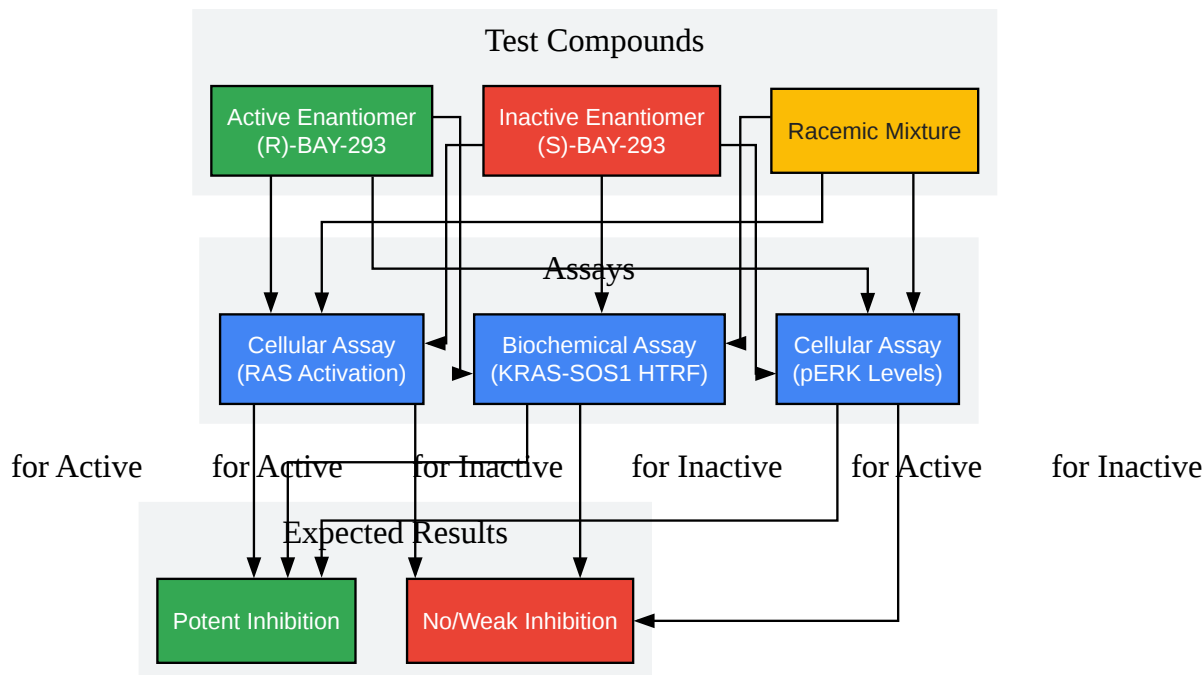 Test Compounds
Active Enantiomer
(R)-BAY-293
Inactive Enantiomer
(S)-BAY-293
Racemic Mixture
Assays
Cellular Assay
(RAS Activation)
Biochemical Assay
(KRAS-SOS1 HTRF)
Cellular Assay
(pERK Levels)
for Active
for Active
for Inactive
for Inactive
for Active
for Inactive
Expected Results
Potent Inhibition
No/Weak Inhibition